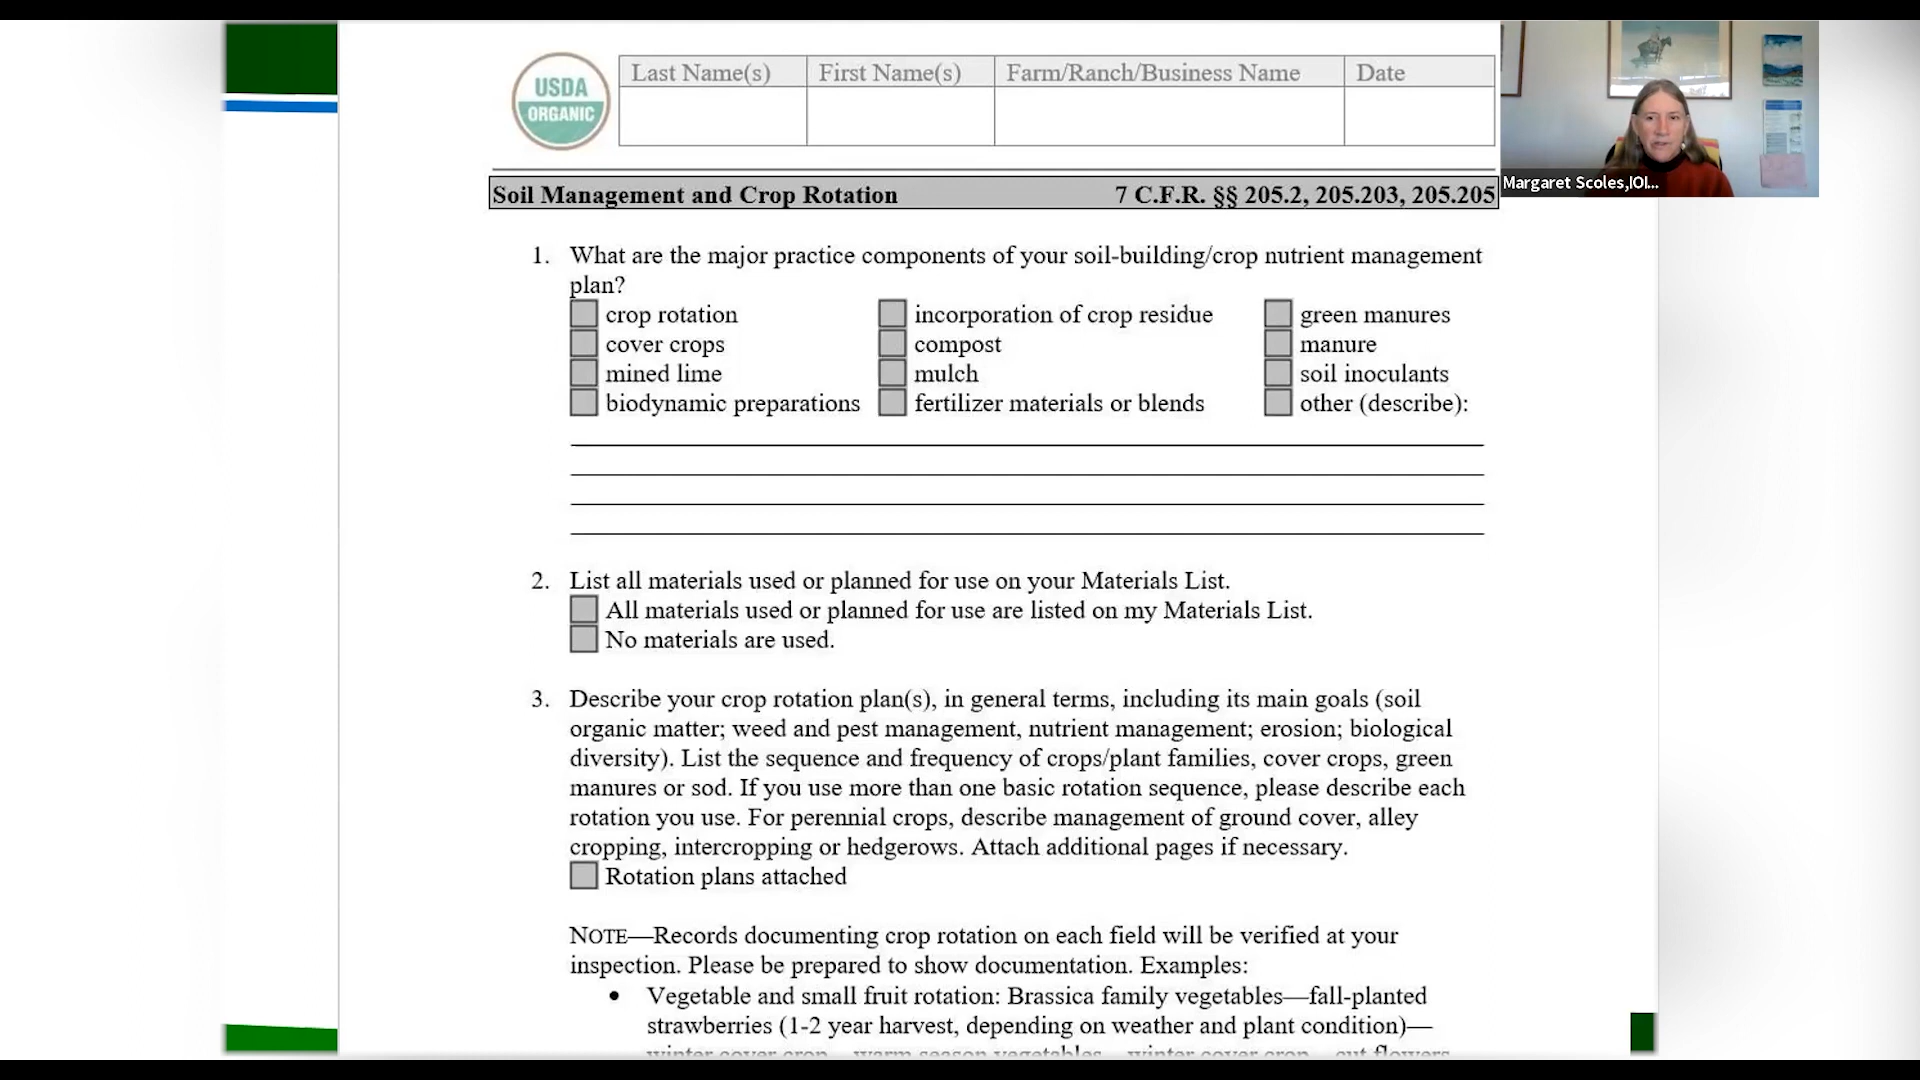 USDA
ORGANIC
Last Name(s) First Name(s) Farm/Ranch/Business Name Date
Margaret Scoles,IOI...
Soil Management and Crop Rotation 7 C.F.R. §§ 205.2, 205.203, 205.205
1. What are the major practice components of your soil-building/crop nutrient management
plan?
crop rotation incorporation of crop residue green manures
cover crops compost manure
mined lime mulch soil inoculants
biodynamic preparations fertilizer materials or blends other (describe):
2. List all materials used or planned for use on your Materials List.
All materials used or planned for use are listed on my Materials List.
No materials are used.
3. Describe your crop rotation plan(s), in general terms, including its main goals (soil
organic matter; weed and pest management, nutrient management; erosion; biological
diversity). List the sequence and frequency of crops/plant families, cover crops, green
manures or sod. If you use more than one basic rotation sequence, please describe each
rotation you use. For perennial crops, describe management of ground cover, alley
cropping, intercropping or hedgerows. Attach additional pages if necessary.
Rotation plans attached
NOTE—Records documenting crop rotation on each field will be verified at your
inspection. Please be prepared to show documentation. Examples:
• Vegetable and small fruit rotation: Brassica family vegetables—fall-planted
strawberries (1-2 year harvest, depending on weather and plant condition)—
winter cover crop—warm season vegetables—winter cover crop—cut flowers